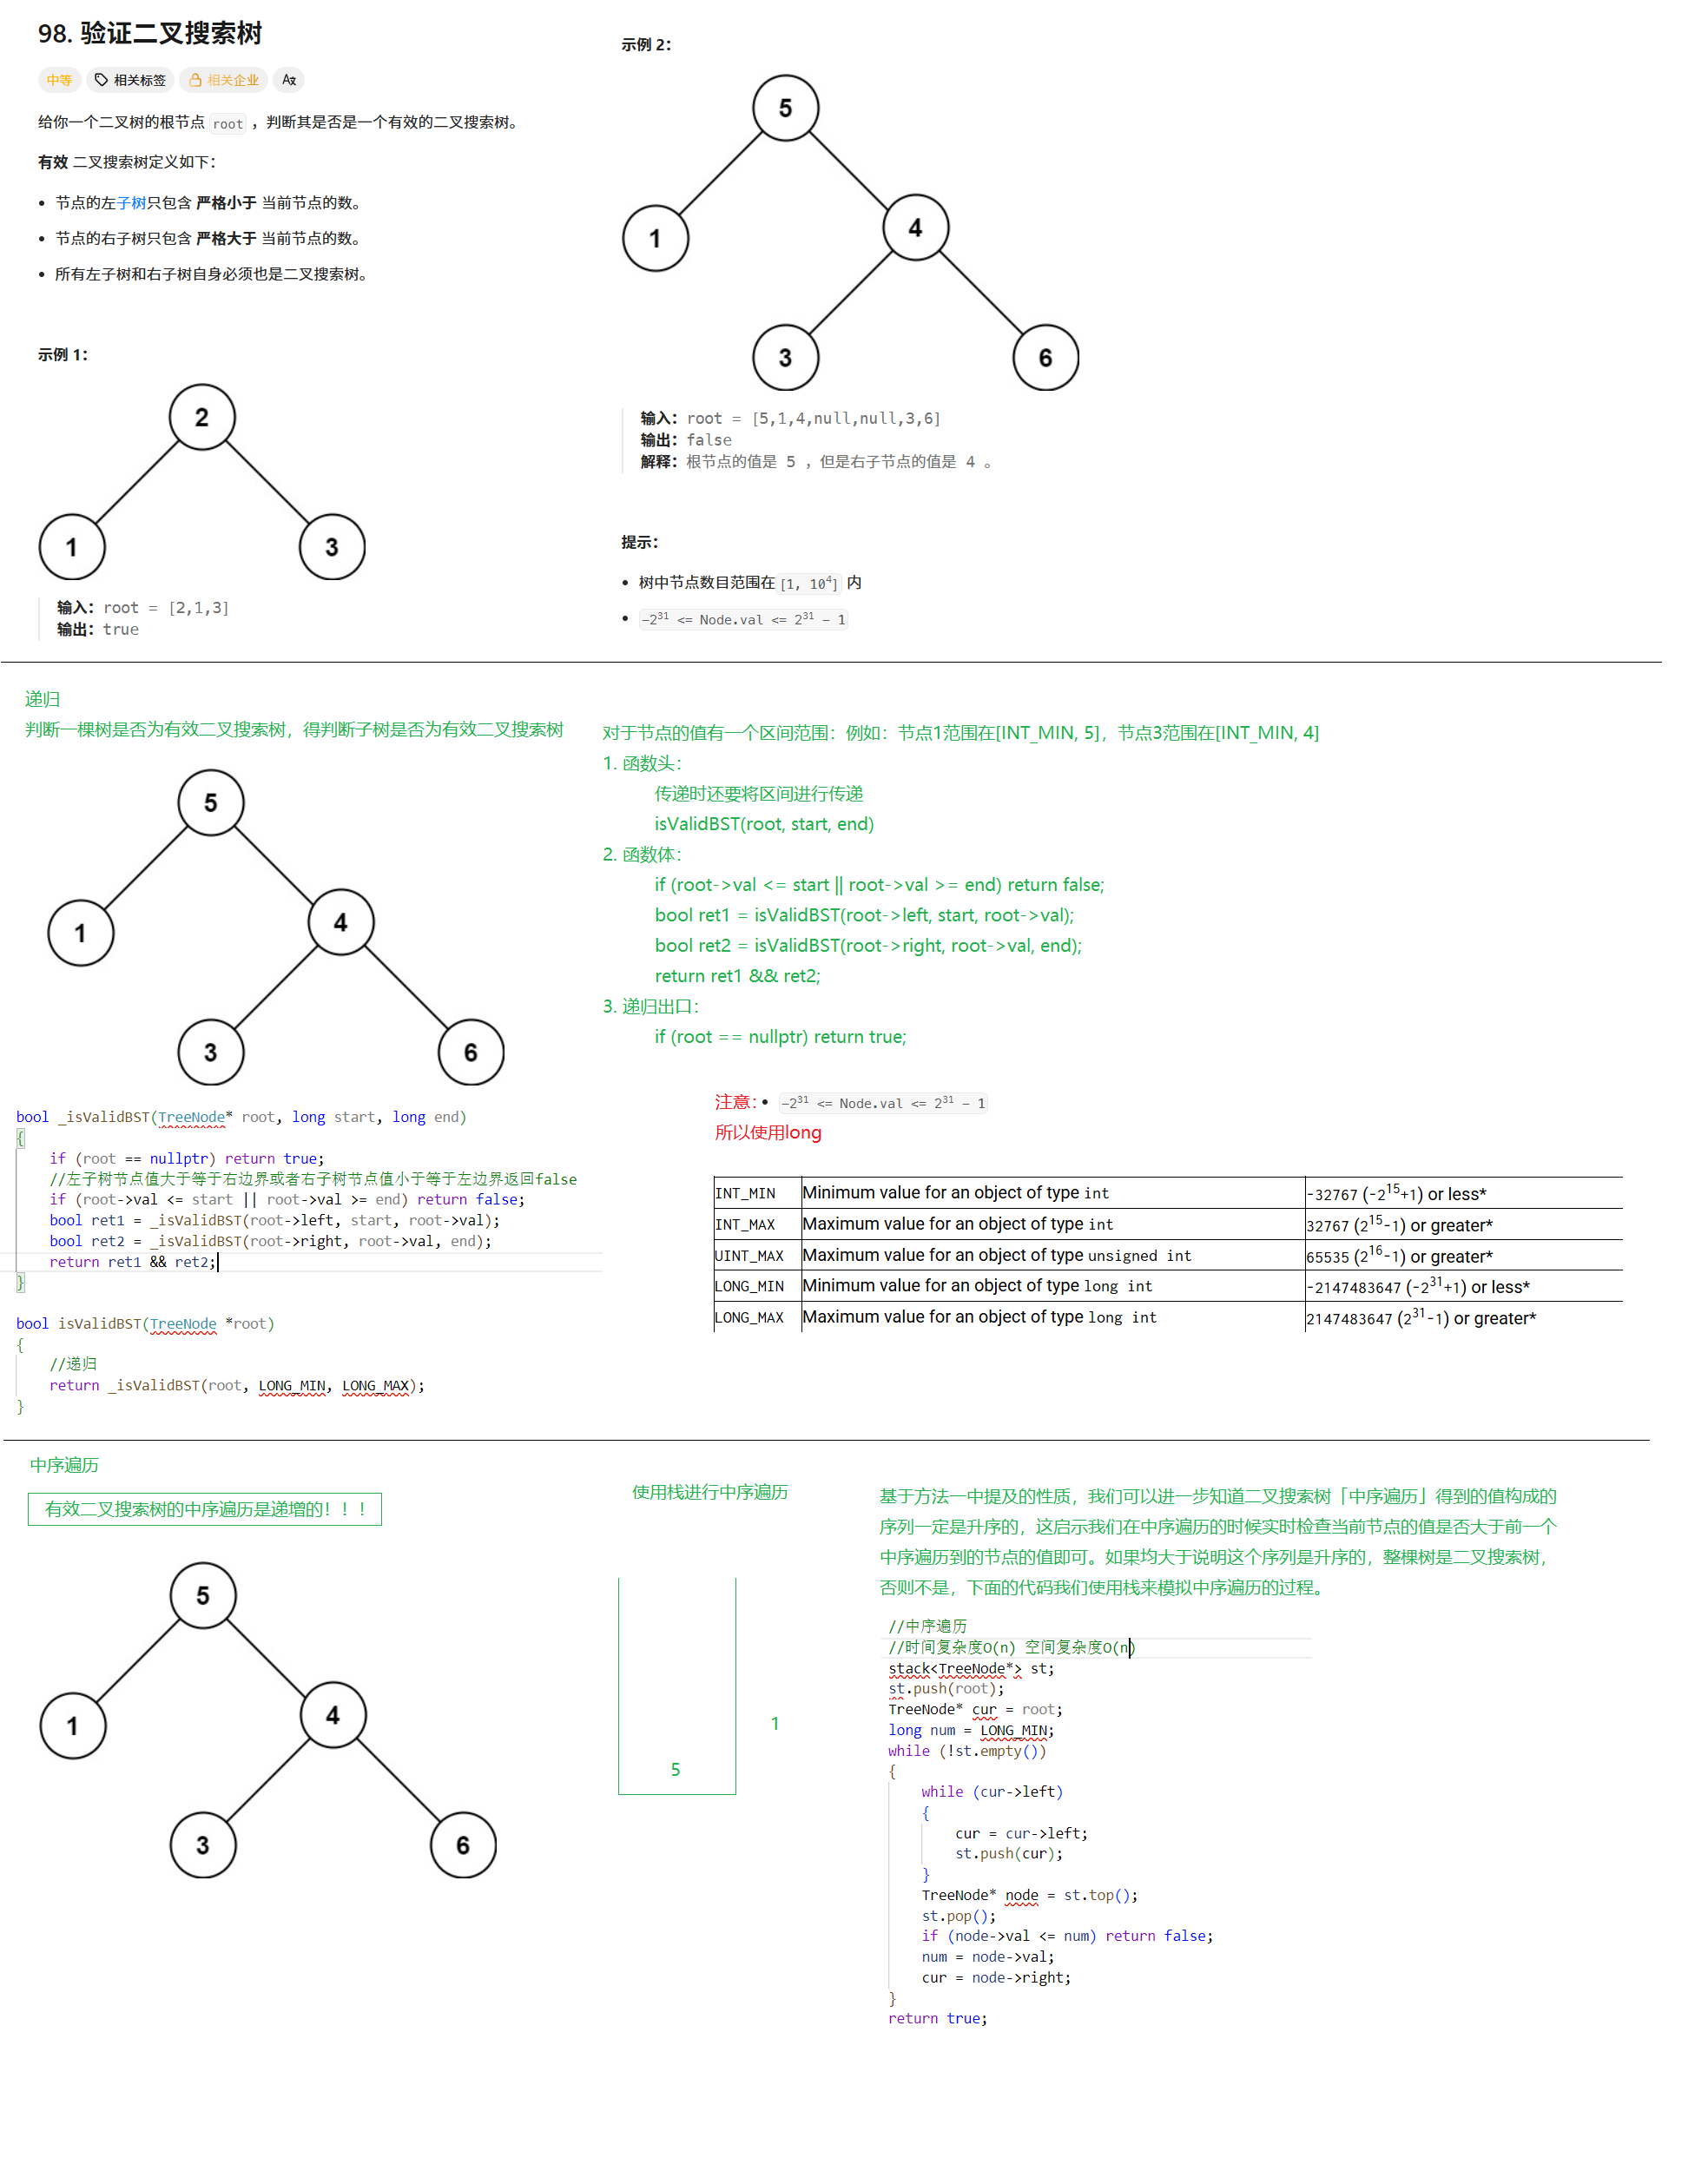 98. 验证二叉搜索树
中等 相关标签 相关企业 Aあ
给你一个二叉树的根节点 root ，判断其是否是一个有效的二叉搜索树。
有效 二叉搜索树定义如下：
• 节点的左子树只包含 严格小于 当前节点的数。
• 节点的右子树只包含 严格大于 当前节点的数。
• 所有左子树和右子树自身必须也是二叉搜索树。
示例 1：
2
1
3
输入：root = [2,1,3]
输出：true
示例 2：
5
1
4
3
6
输入：root = [5,1,4,null,null,3,6]
输出：false
解释：根节点的值是 5 ，但是右子节点的值是 4 。
提示：
• 树中节点数目范围在[1, 10⁴] 内
• −2³¹ <= Node.val <= 2³¹ − 1
递归
判断一棵树是否为有效二叉搜索树，得判断子树是否为有效二叉搜索树
5
1
4
3
6
bool _isValidBST(TreeNode* root, long start, long end)
{
if (root == nullptr) return true;
//左子树节点值大于等于右边界或者右子树节点值小于等于左边界返回false
if (root->val <= start || root->val >= end) return false;
bool ret1 = _isValidBST(root->left, start, root->val);
bool ret2 = _isValidBST(root->right, root->val, end);
return ret1 && ret2;
}
bool isValidBST(TreeNode *root)
{
//递归
return _isValidBST(root, LONG_MIN, LONG_MAX);
}
对于节点的值有一个区间范围：例如：节点1范围在[INT_MIN, 5]，节点3范围在[INT_MIN, 4]
1. 函数头：
传递时还要将区间进行传递
isValidBST(root, start, end)
2. 函数体：
if (root->val <= start || root->val >= end) return false;
bool ret1 = isValidBST(root->left, start, root->val);
bool ret2 = isValidBST(root->right, root->val, end);
return ret1 && ret2;
3. 递归出口：
if (root == nullptr) return true;
注意：• −2³¹ <= Node.val <= 2³¹ − 1
所以使用long
INT_MIN Minimum value for an object of type int -32767 (-2¹⁵+1) or less*
INT_MAX Maximum value for an object of type int 32767 (2¹⁵-1) or greater*
UINT_MAX Maximum value for an object of type unsigned int 65535 (2¹⁶-1) or greater*
LONG_MIN Minimum value for an object of type long int -2147483647 (-2³¹+1) or less*
LONG_MAX Maximum value for an object of type long int 2147483647 (2³¹-1) or greater*
中序遍历
有效二叉搜索树的中序遍历是递增的！！！
5
1
4
3
6
使用栈进行中序遍历
1
5
基于方法一中提及的性质，我们可以进一步知道二叉搜索树「中序遍历」得到的值构成的
序列一定是升序的，这启示我们在中序遍历的时候实时检查当前节点的值是否大于前一个
中序遍历到的节点的值即可。如果均大于说明这个序列是升序的，整棵树是二叉搜索树，
否则不是，下面的代码我们使用栈来模拟中序遍历的过程。
//中序遍历
//时间复杂度O(n) 空间复杂度O(n)
stack<TreeNode*> st;
st.push(root);
TreeNode* cur = root;
long num = LONG_MIN;
while (!st.empty())
{
while (cur->left)
{
cur = cur->left;
st.push(cur);
}
TreeNode* node = st.top();
st.pop();
if (node->val <= num) return false;
num = node->val;
cur = node->right;
}
return true;